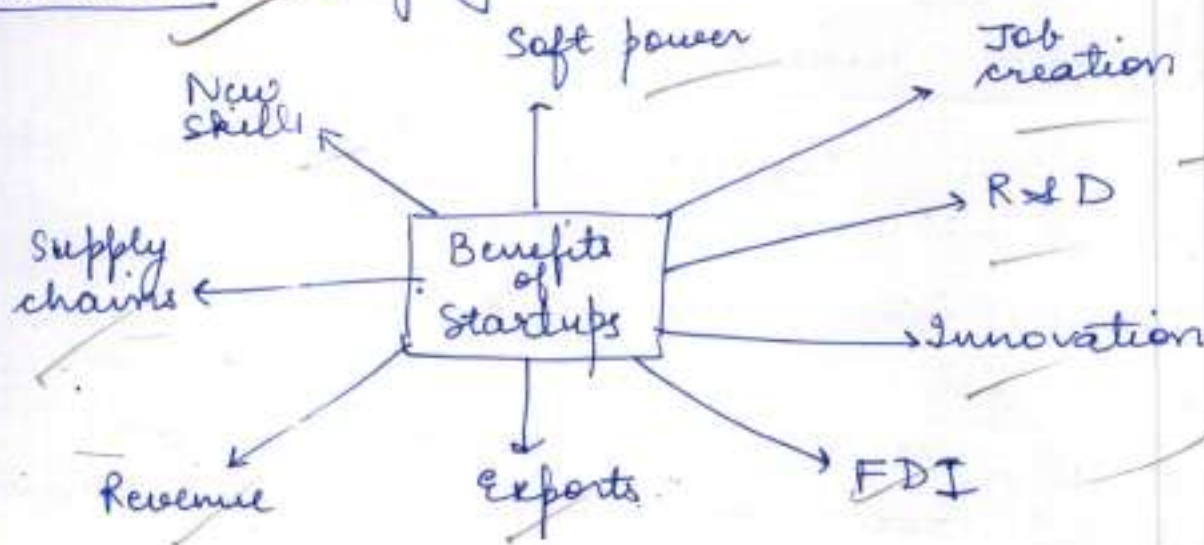 Soft power
Job
creation
New
skills
R&D
Benefits
of
Startups
Supply
chains
Innovation
Revenue
Exports
FDI